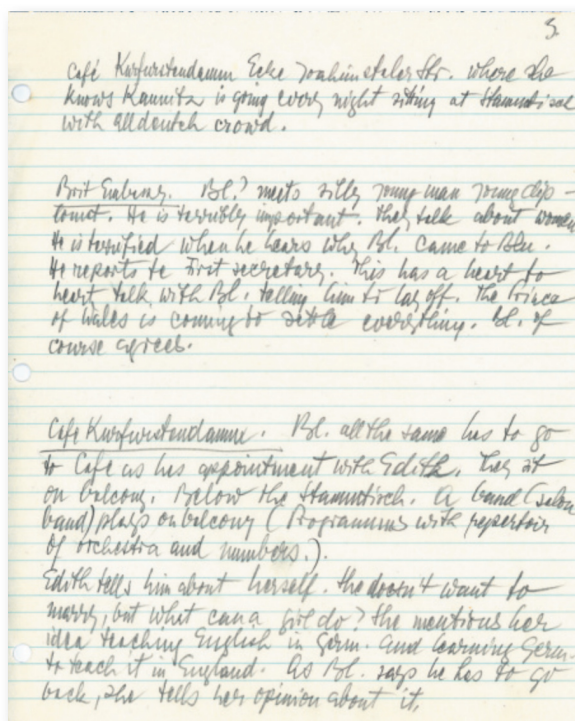 3.
Café Kurfurstendamm Ecke Joachimstaler Str. where she
knows Kaunitz is going every night sitting at Stammtisch
with alldeutch crowd.
Brit Embassy. Bl.? meets silly young man young dip-
lomat. He is terribly important. They talk about women
He is terrified when he hears why Bl. came to Bln.
He reports to First secretary. This has a heart to
heart talk with Bl. telling him to lay off. The Prince
of Wales is coming to settle everything. Bl. of
course agrees.
Café Kurfurstendamm. Bl. all the same has to go
to Cafe as has appointment with Edith. They sit
on balcony. Below the Stammtisch. A band (salon
band) plays on balcony (Programms with repertoir
of orchestra and numbers.).
Edith tells him about herself. She doesn't want to
marry, but what can a girl do? She mentions her
idea teaching English in Germ. and learning Germ.
to teach it in England. As Bl. says he has to go
back, she tells her opinion about it.